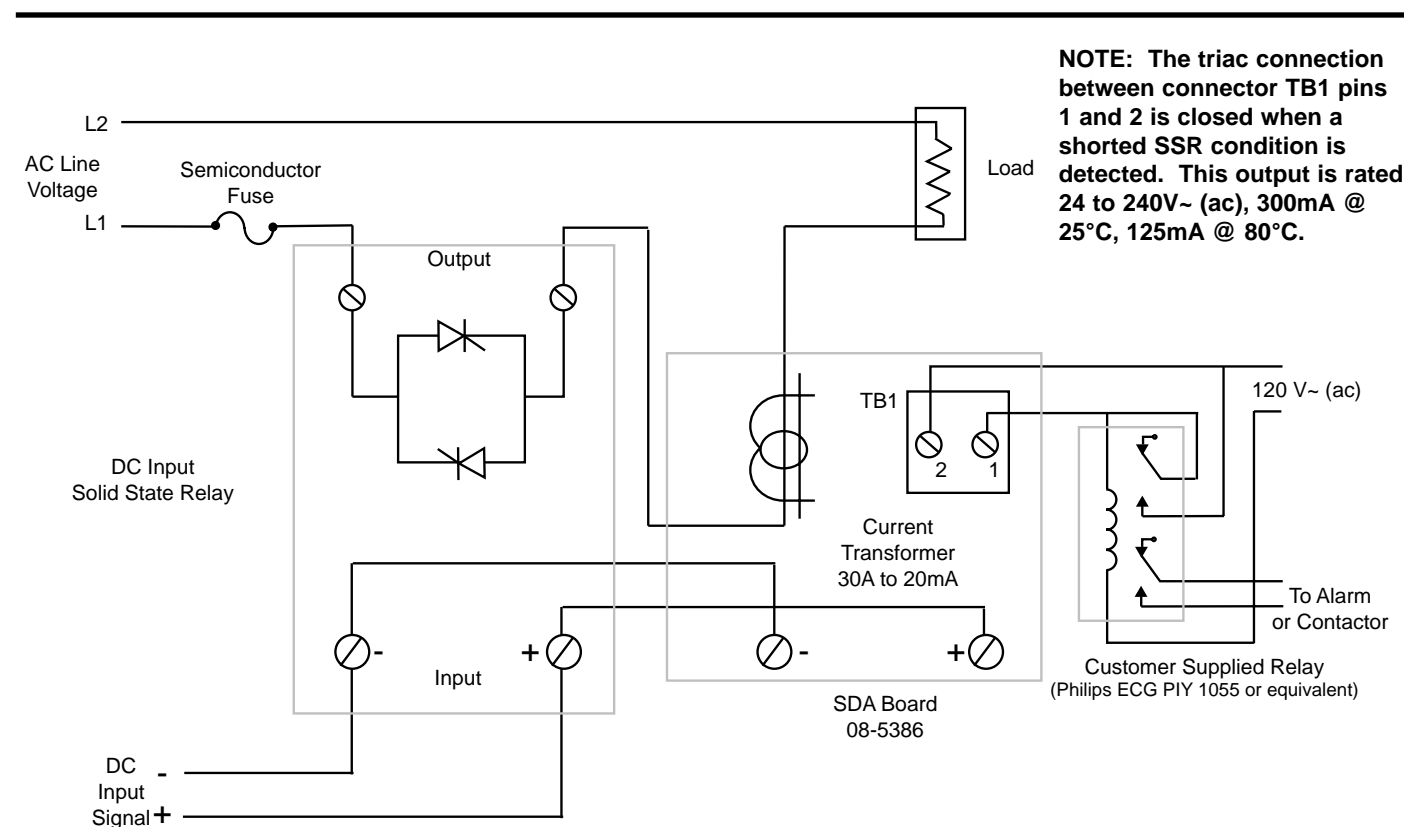 NOTE: The triac connection
between connector TB1 pins
1 and 2 is closed when a
shorted SSR condition is
detected. This output is rated
24 to 240V~ (ac), 300mA @
25°C, 125mA @ 80°C.
L2
AC Line
Voltage
L1
Semiconductor
Fuse
Load
Output
DC Input
Solid State Relay
TB1
2
1
120 V~ (ac)
Current
Transformer
30A to 20mA
To Alarm
or Contactor
-
+
Input
-
+
Customer Supplied Relay
(Philips ECG PIY 1055 or equivalent)
SDA Board
08-5386
DC
Input
Signal
-
+